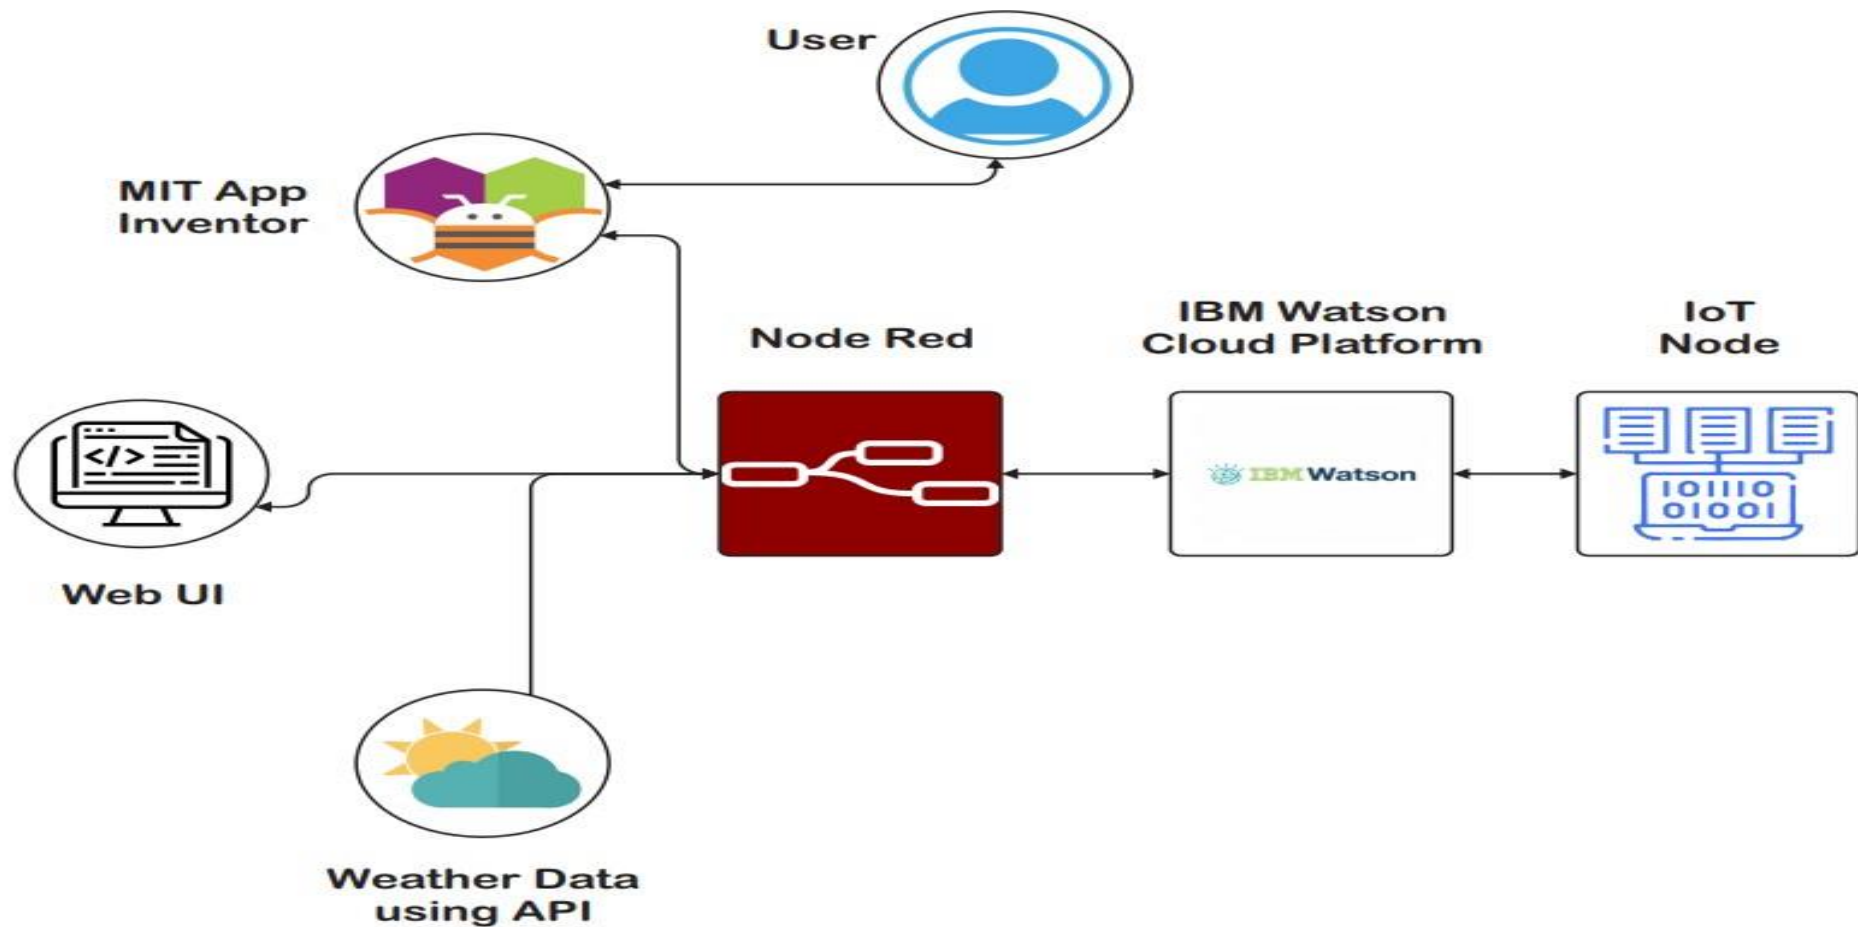 User
MIT App
Inventor
Node Red
IBM Watson
Cloud Platform
IoT
Node
</>
IBM Watson
101110
01001
Web UI
Weather Data
using API